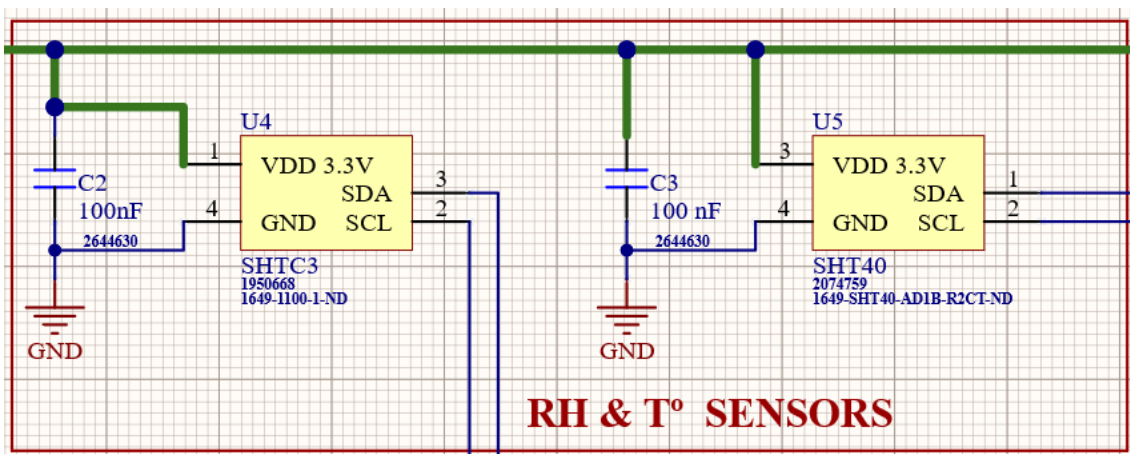 U4
1
VDD 3.3V
SDA
3
4
GND
SCL
2
C2
100nF
2644630
SHTC3
1950668
1649-1100-1-ND
GND
U5
3
VDD 3.3V
SDA
1
4
GND
SCL
2
C3
100 nF
2644630
SHT40
2074759
1649-SHT40-AD1B-R2CT-ND
GND
RH & Tº SENSORS